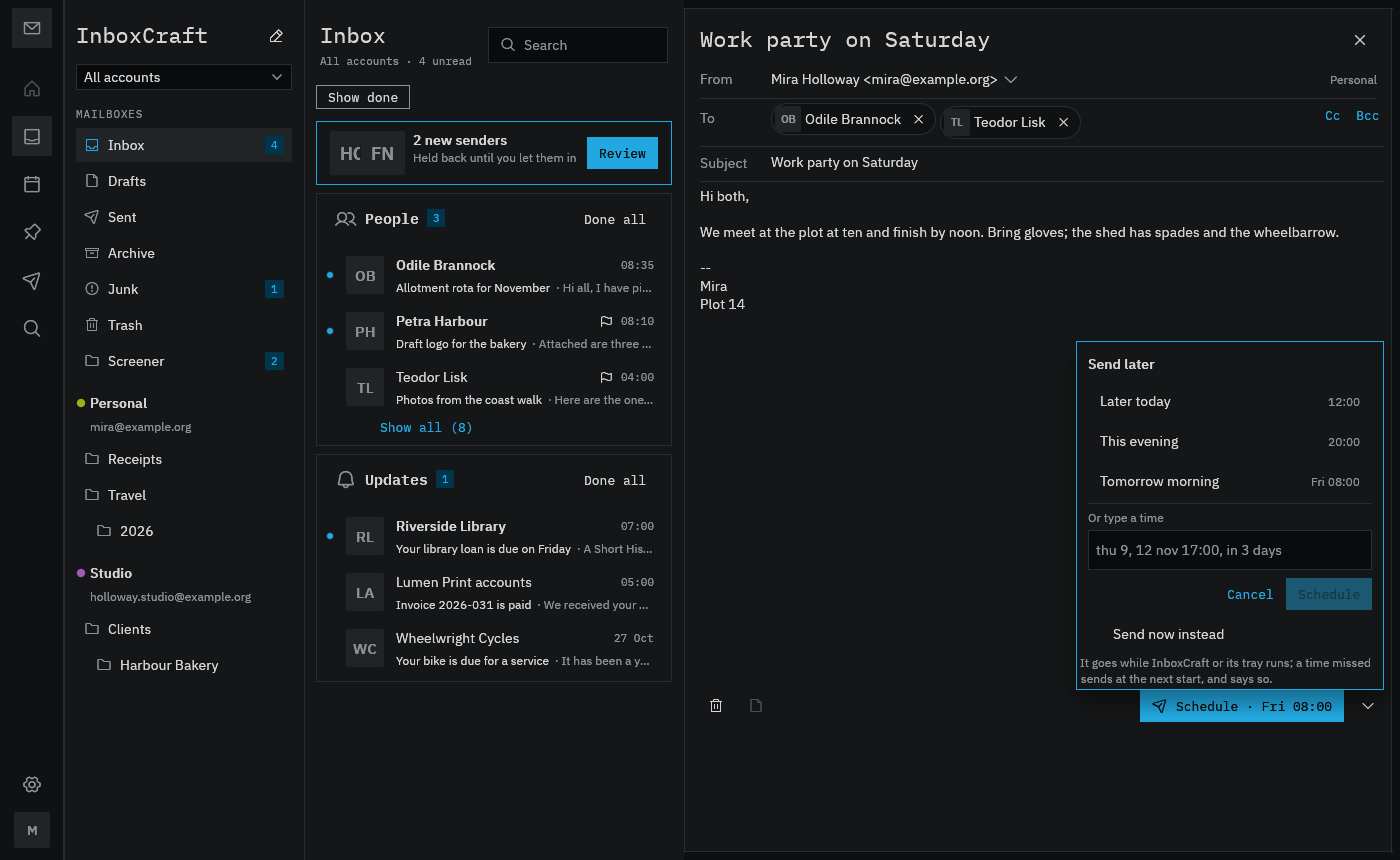 InboxCraft
All accounts
MAILBOXES
Inbox 4
Drafts
Sent
Archive
Junk 1
Trash
Screener 2
Personal
mira@example.org
Receipts
Travel
2026
Studio
holloway.studio@example.org
Clients
Harbour Bakery
M
Inbox
All accounts · 4 unread
Search
Show done
HC FN
2 new senders
Held back until you let them in
Review
People 3 Done all
OB Odile Brannock 08:35
Allotment rota for November · Hi all, I have pi…
PH Petra Harbour 08:10
Draft logo for the bakery · Attached are three …
TL Teodor Lisk 04:00
Photos from the coast walk · Here are the one…
Show all (8)
Updates 1 Done all
RL Riverside Library 07:00
Your library loan is due on Friday · A Short His…
LA Lumen Print accounts 05:00
Invoice 2026-031 is paid · We received your …
WC Wheelwright Cycles 27 Oct
Your bike is due for a service · It has been a y…
Work party on Saturday
From Mira Holloway <mira@example.org> Personal
To OB Odile Brannock TL Teodor Lisk Cc Bcc
Subject Work party on Saturday
Hi both,
We meet at the plot at ten and finish by noon. Bring gloves; the shed has spades and the wheelbarrow.
--
Mira
Plot 14
Send later
Later today 12:00
This evening 20:00
Tomorrow morning Fri 08:00
Or type a time
thu 9, 12 nov 17:00, in 3 days
Cancel Schedule
Send now instead
It goes while InboxCraft or its tray runs; a time missed
sends at the next start, and says so.
Schedule · Fri 08:00